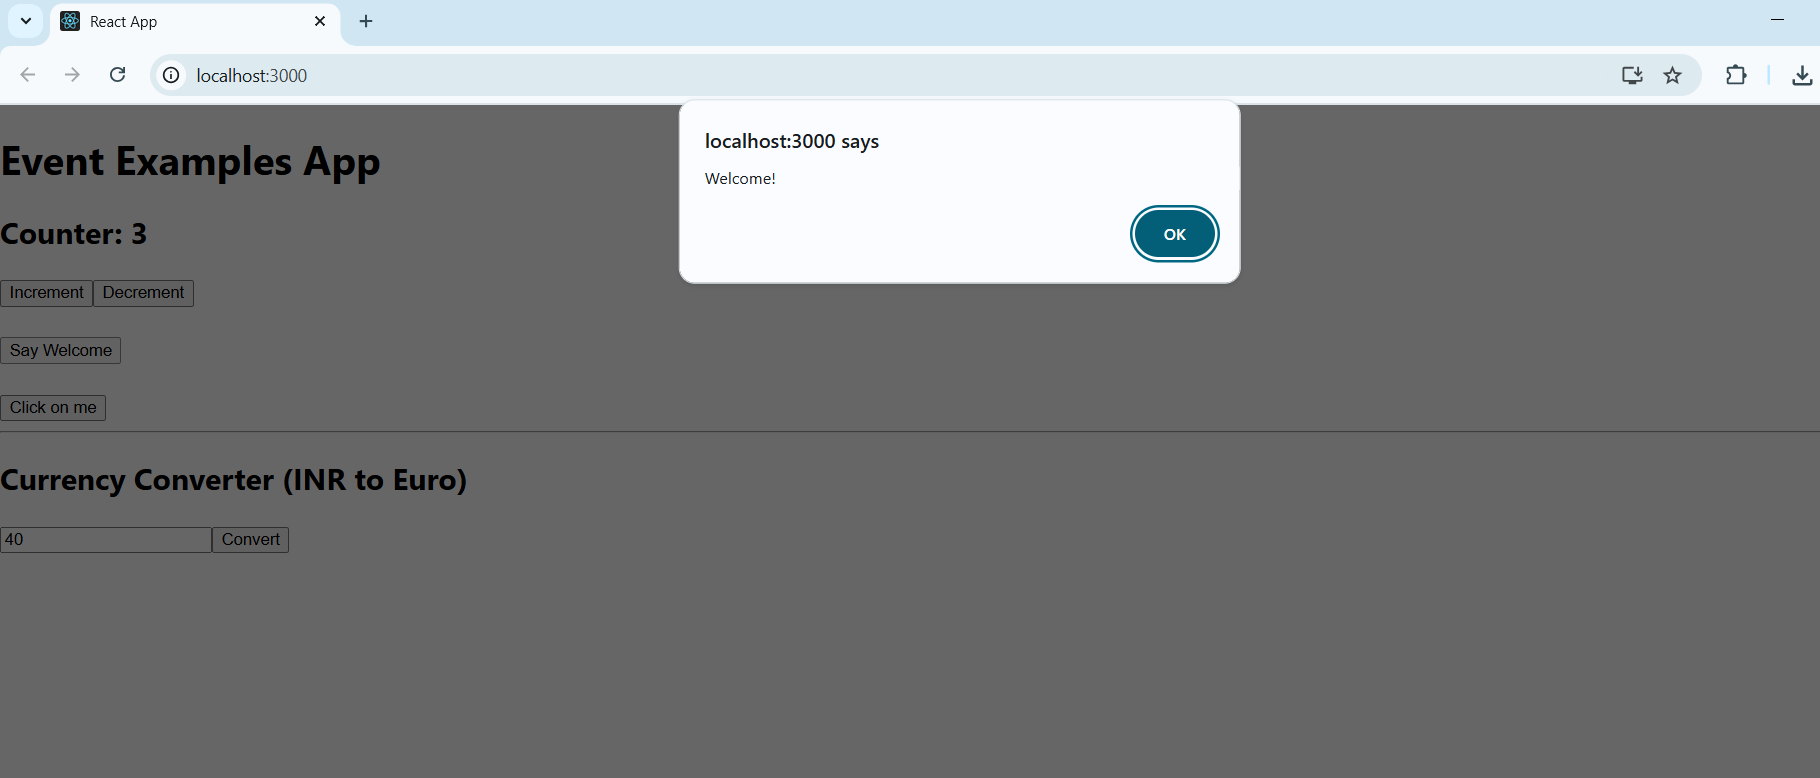 React App
localhost:3000
localhost:3000 says
Welcome!
OK
Event Examples App
Counter: 3
Increment Decrement
Say Welcome
Click on me
Currency Converter (INR to Euro)
40 Convert